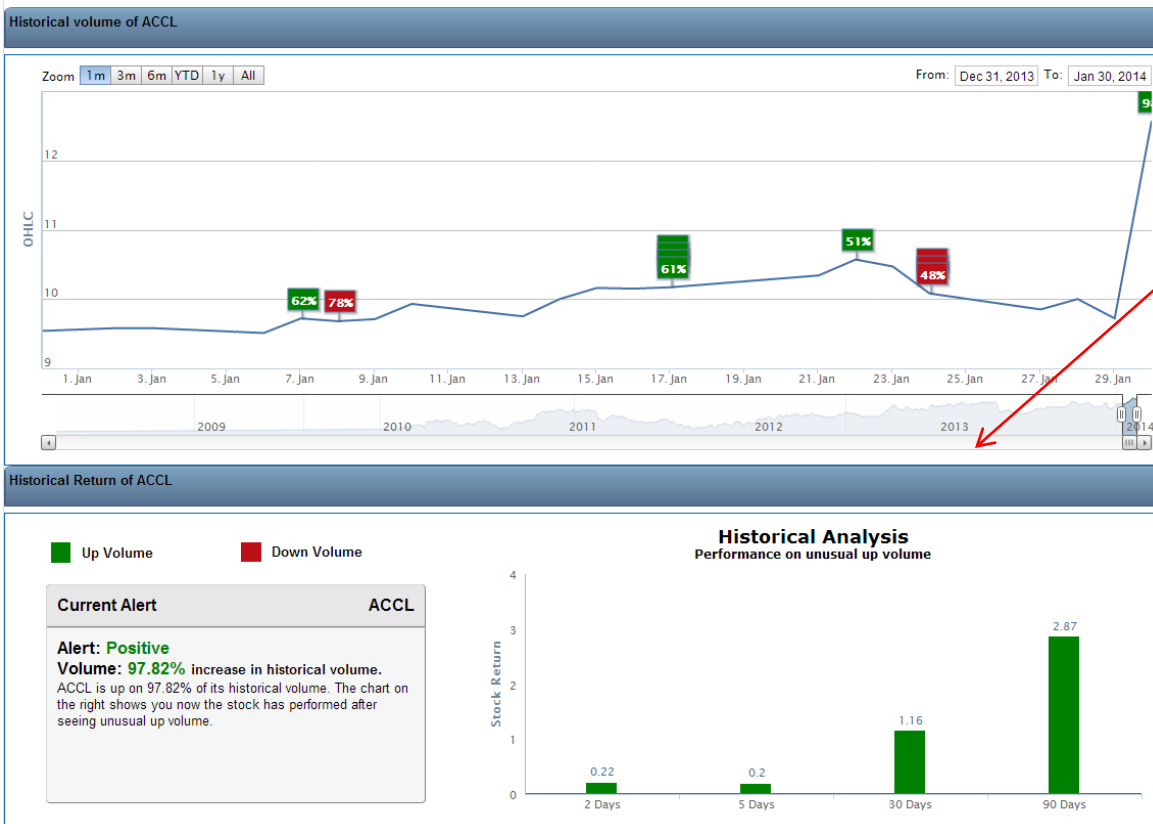 Historical volume of ACCL
Zoom 1m 3m 6m YTD 1y All
From: Dec 31, 2013 To: Jan 30, 2014
OHLC
12
11
10
9
62%
78%
61%
51%
48%
1. Jan 3. Jan 5. Jan 7. Jan 9. Jan 11. Jan 13. Jan 15. Jan 17. Jan 19. Jan 21. Jan 23. Jan 25. Jan 27. Jan 29. Jan
2009 2010 2011 2012 2013 2014
Historical Return of ACCL
Up Volume Down Volume
Current Alert ACCL
Alert: Positive
Volume: 97.82% increase in historical volume.
ACCL is up on 97.82% of its historical volume. The chart on
the right shows you now the stock has performed after
seeing unusual up volume.
Historical Analysis
Performance on unusual up volume
Stock Return
4
3
2
1
0
0.22
0.2
1.16
2.87
2 Days 5 Days 30 Days 90 Days